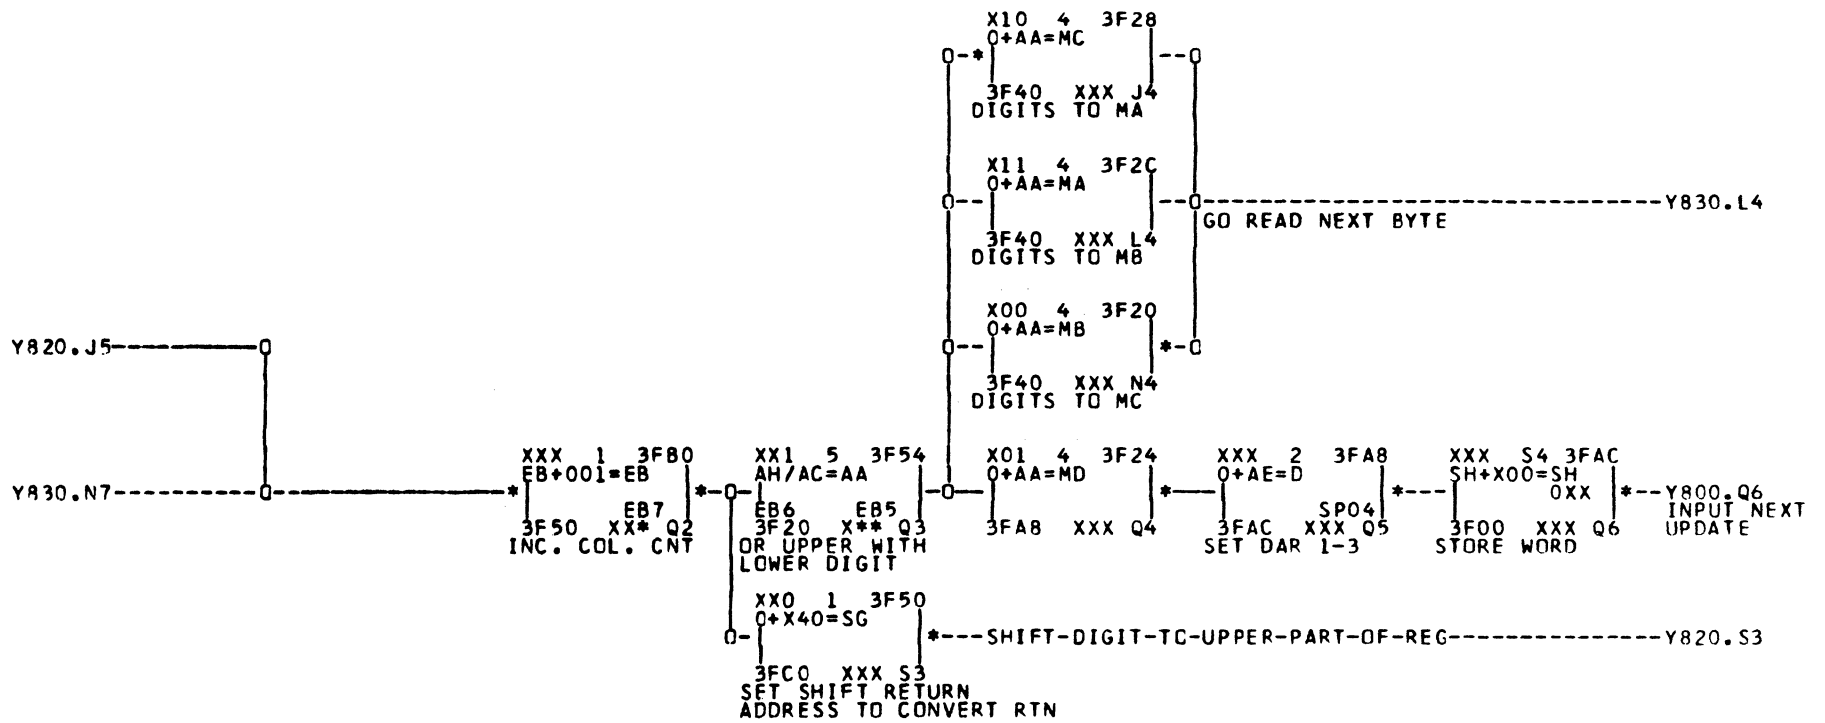 X10 4 3F28
0+AA=MC
3F40 XXX J4
DIGITS TO MA
X11 4 3F2C
0+AA=MA
Y830.L4
GO READ NEXT BYTE
3F40 XXX L4
DIGITS TO MB
X00 4 3F20
0+AA=MB
Y820.J5
3F40 XXX N4
DIGITS TO MC
XXX 1 3FB0
EB+001=EB
EB7
3F50 XX* Q2
INC. COL. CNT
XX1 5 3F54
AH/AC=AA
EB6 EB5
3F20 X** Q3
OR UPPER WITH
LOWER DIGIT
X01 4 3F24
0+AA=MD
3FA8 XXX Q4
XXX 2 3FA8
0+AE=D
SP04
3FAC XXX Q5
SET DAR 1-3
XXX S4 3FAC
SH+X00=SH
0XX
3F00 XXX Q6
STORE WORD
Y830.N7
Y800.Q6
INPUT NEXT
UPDATE
XX0 1 3F50
0+X40=SG
*---SHIFT-DIGIT-TC-UPPER-PART-OF-REG--------------Y820.S3
3FC0 XXX S3
SET SHIFT RETURN
ADDRESS TO CONVERT RTN